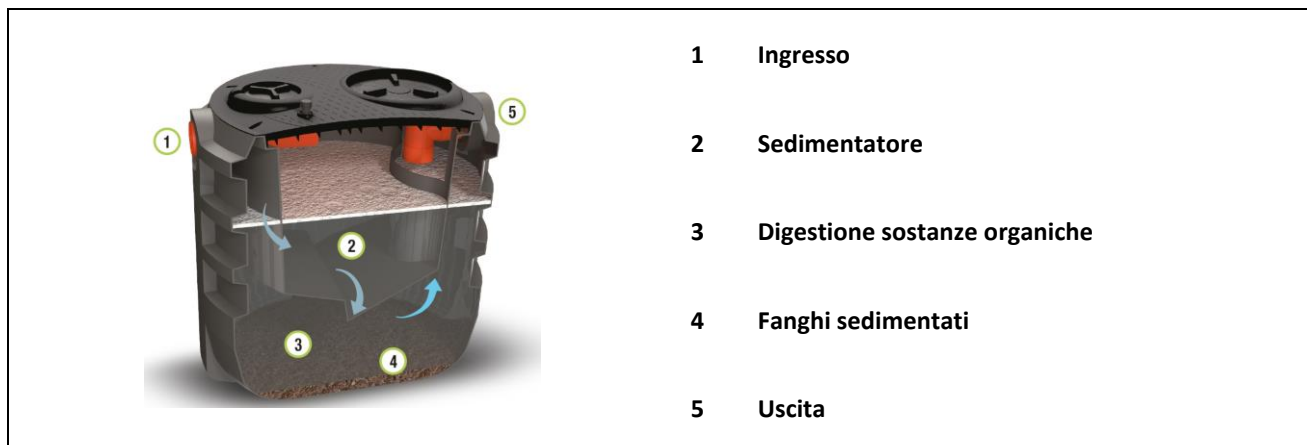 1 Ingresso
2 Sedimentatore
3 Digestione sostanze organiche
4 Fanghi sedimentati
5 Uscita
1
5
2
3
4